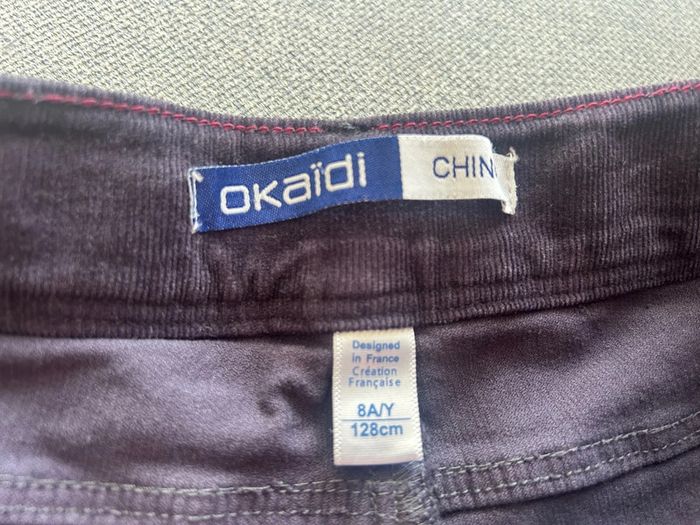 okaïdi
CHIN
Designed
in France
Création
Française
8A/Y
128cm